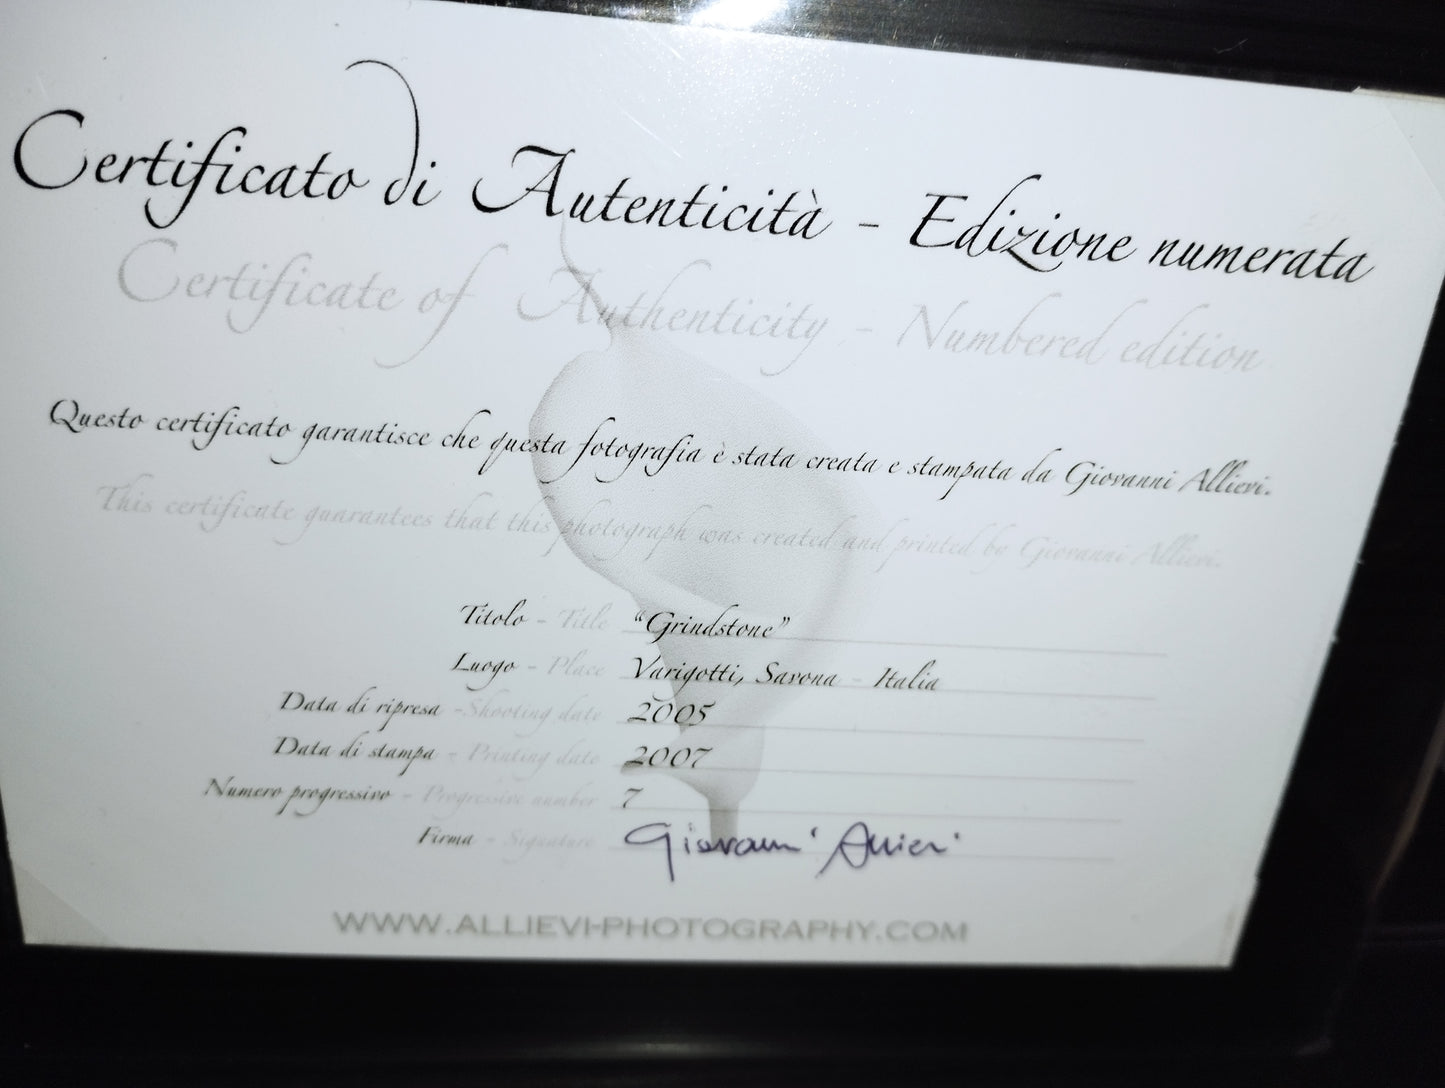 Certificato di Autenticità - Edizione numerata
Certificate of Authenticity - Numbered edition
Questo certificato garantisce che questa fotografia è stata creata e stampata da Giovanni Allievi.
This certificate guarantees that this photograph was created and printed by Giovanni Allievi.
Titolo - Title "Grindstone"
Luogo - Place Varigotti, Savona - Italia
Data di ripresa - Shooting date 2005
Data di stampa - Printing date 2007
Numero progressivo - Progressive number 7
Firma - Signature Giovanni Allievi
WWW.ALLIEVI-PHOTOGRAPHY.COM